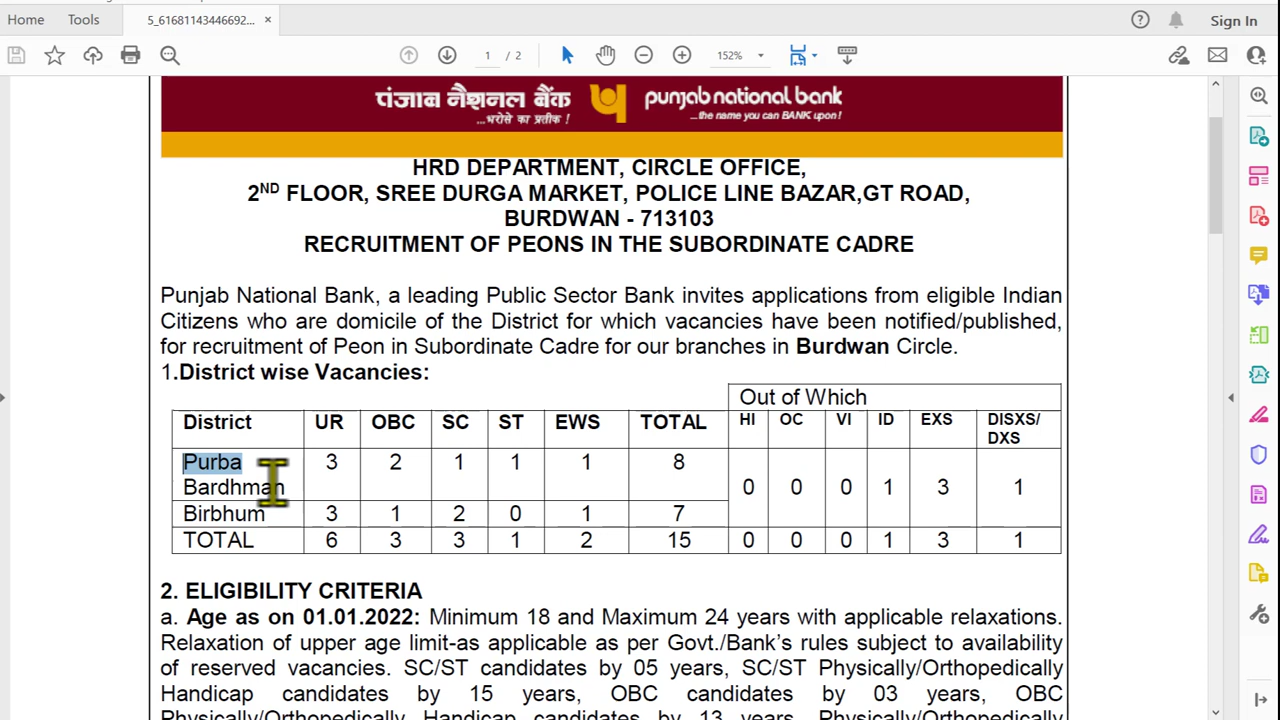 Home Tools 5_61681143446692... × Sign In
1 / 2 152%
पंजाब नैशनल बैंक punjab national bank
...भरोसे का प्रतीक ! ...the name you can BANK upon!
HRD DEPARTMENT, CIRCLE OFFICE,
2ND FLOOR, SREE DURGA MARKET, POLICE LINE BAZAR,GT ROAD,
BURDWAN - 713103
RECRUITMENT OF PEONS IN THE SUBORDINATE CADRE
Punjab National Bank, a leading Public Sector Bank invites applications from eligible Indian
Citizens who are domicile of the District for which vacancies have been notified/published,
for recruitment of Peon in Subordinate Cadre for our branches in Burdwan Circle.
1.District wise Vacancies:
Out of Which
District UR OBC SC ST EWS TOTAL HI OC VI ID EXS DISXS/
DXS
Purba 3 2 1 1 1 8
Bardhman 0 0 0 1 3 1
Birbhum 3 1 2 0 1 7
TOTAL 6 3 3 1 2 15 0 0 0 1 3 1
2. ELIGIBILITY CRITERIA
a. Age as on 01.01.2022: Minimum 18 and Maximum 24 years with applicable relaxations.
Relaxation of upper age limit-as applicable as per Govt./Bank's rules subject to availability
of reserved vacancies. SC/ST candidates by 05 years, SC/ST Physically/Orthopedically
Handicap candidates by 15 years, OBC candidates by 03 years, OBC
Physically/Orthopedically Handicap candidates by 13 years, Physically/Orthopedically